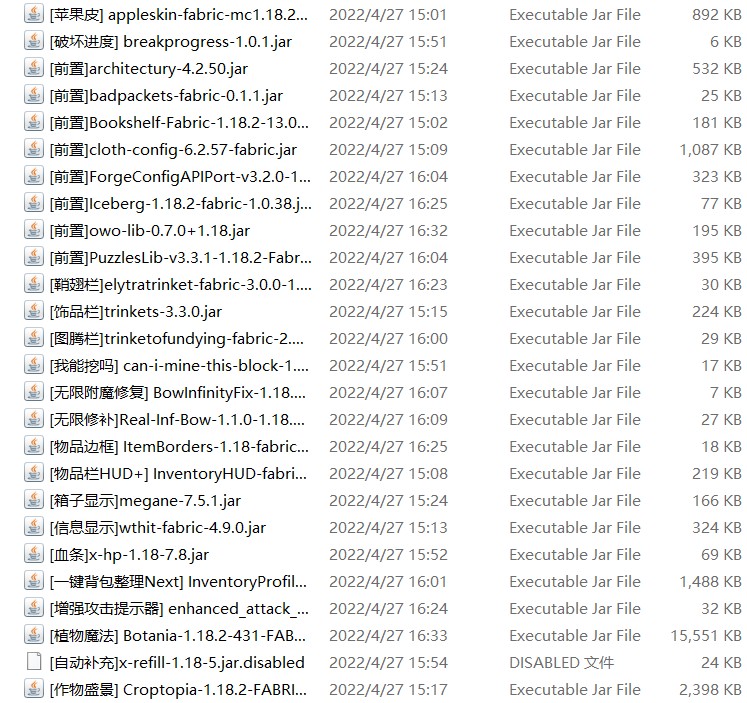 [苹果皮] appleskin-fabric-mc1.18.2... 2022/4/27 15:01 Executable Jar File 892 KB
[破坏进度] breakprogress-1.0.1.jar 2022/4/27 15:51 Executable Jar File 6 KB
[前置]architectury-4.2.50.jar 2022/4/27 15:24 Executable Jar File 532 KB
[前置]badpackets-fabric-0.1.1.jar 2022/4/27 15:13 Executable Jar File 25 KB
[前置]Bookshelf-Fabric-1.18.2-13.0... 2022/4/27 15:02 Executable Jar File 181 KB
[前置]cloth-config-6.2.57-fabric.jar 2022/4/27 15:09 Executable Jar File 1,087 KB
[前置]ForgeConfigAPIPort-v3.2.0-1... 2022/4/27 16:04 Executable Jar File 323 KB
[前置]Iceberg-1.18.2-fabric-1.0.38.j... 2022/4/27 16:25 Executable Jar File 77 KB
[前置]owo-lib-0.7.0+1.18.jar 2022/4/27 16:32 Executable Jar File 195 KB
[前置]PuzzlesLib-v3.3.1-1.18.2-Fabr... 2022/4/27 16:04 Executable Jar File 395 KB
[鞘翅栏]elytratrinket-fabric-3.0.0-1.... 2022/4/27 16:23 Executable Jar File 30 KB
[饰品栏]trinkets-3.3.0.jar 2022/4/27 15:15 Executable Jar File 224 KB
[图腾栏]trinketofundying-fabric-2.... 2022/4/27 16:00 Executable Jar File 29 KB
[我能挖吗] can-i-mine-this-block-1.... 2022/4/27 15:51 Executable Jar File 17 KB
[无限附魔修复] BowInfinityFix-1.18.... 2022/4/27 16:07 Executable Jar File 7 KB
[无限修补]Real-Inf-Bow-1.1.0-1.18.... 2022/4/27 16:09 Executable Jar File 27 KB
[物品边框] ItemBorders-1.18-fabric... 2022/4/27 16:25 Executable Jar File 18 KB
[物品栏HUD+] InventoryHUD-fabri... 2022/4/27 15:08 Executable Jar File 219 KB
[箱子显示]megane-7.5.1.jar 2022/4/27 15:24 Executable Jar File 166 KB
[信息显示]wthit-fabric-4.9.0.jar 2022/4/27 15:13 Executable Jar File 324 KB
[血条]x-hp-1.18-7.8.jar 2022/4/27 15:52 Executable Jar File 69 KB
[一键背包整理Next] InventoryProfil... 2022/4/27 16:01 Executable Jar File 1,488 KB
[增强攻击提示器] enhanced_attack_... 2022/4/27 16:24 Executable Jar File 32 KB
[植物魔法] Botania-1.18.2-431-FAB... 2022/4/27 16:33 Executable Jar File 15,551 KB
[自动补充]x-refill-1.18-5.jar.disabled 2022/4/27 15:54 DISABLED 文件 24 KB
[作物盛景] Croptopia-1.18.2-FABRI... 2022/4/27 15:17 Executable Jar File 2,398 KB